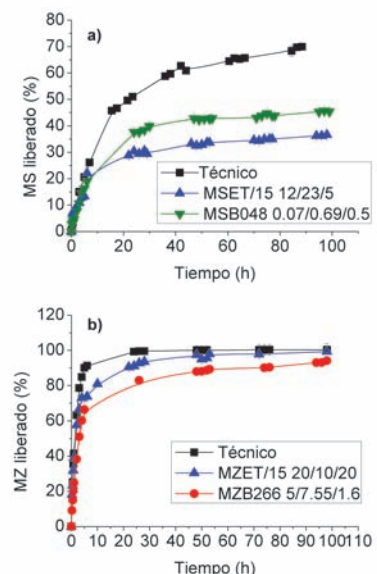 a)
MS liberado (%)
80
70
60
50
40
30
20
10
0
Técnico
MSET/15 12/23/5
MSB048 0.07/0.69/0.5
0 20 40 60 80 100
Tiempo (h)
b)
MZ liberado (%)
120
100
80
60
40
20
0
Técnico
MZET/15 20/10/20
MZB266 5/7.55/1.6
0 10 20 30 40 50 60 70 80 90 100
Tiempo (h)